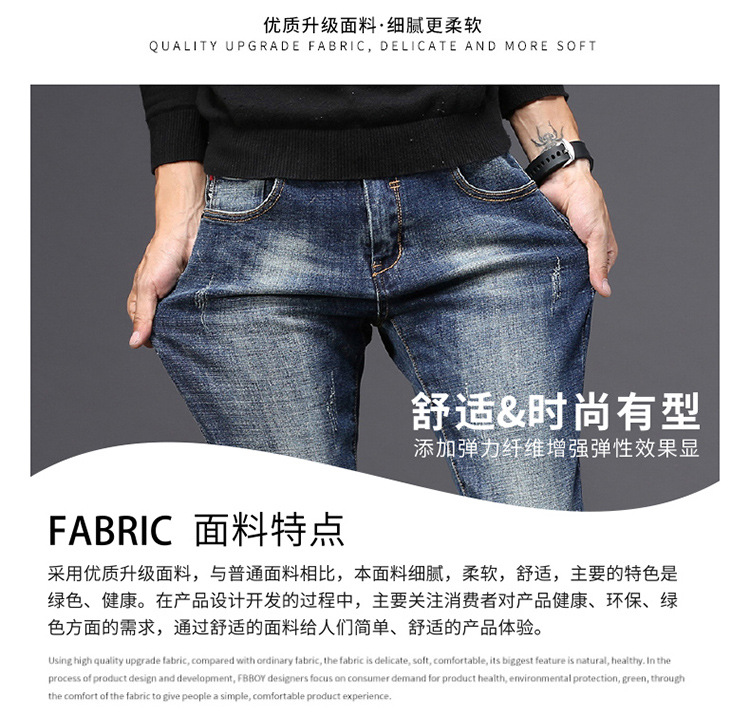 优质升级面料·细腻更柔软
QUALITY UPGRADE FABRIC, DELICATE AND MORE SOFT
舒适&时尚有型
添加弹力纤维增强弹性效果显
FABRIC 面料特点
采用优质升级面料，与普通面料相比，本面料细腻，柔软，舒适，主要的特色是
绿色、健康。在产品设计开发的过程中，主要关注消费者对产品健康、环保、绿
色方面的需求，通过舒适的面料给人们简单、舒适的产品体验。
Using high quality upgrade fabric, compared with ordinary fabric, the fabric is delicate, soft, comfortable, its biggest feature is natural, healthy. In the
process of product design and development, FBBOY designers focus on consumer demand for product health, environmental protection, green, through
the comfort of the fabric to give people a simple, comfortable product experience.